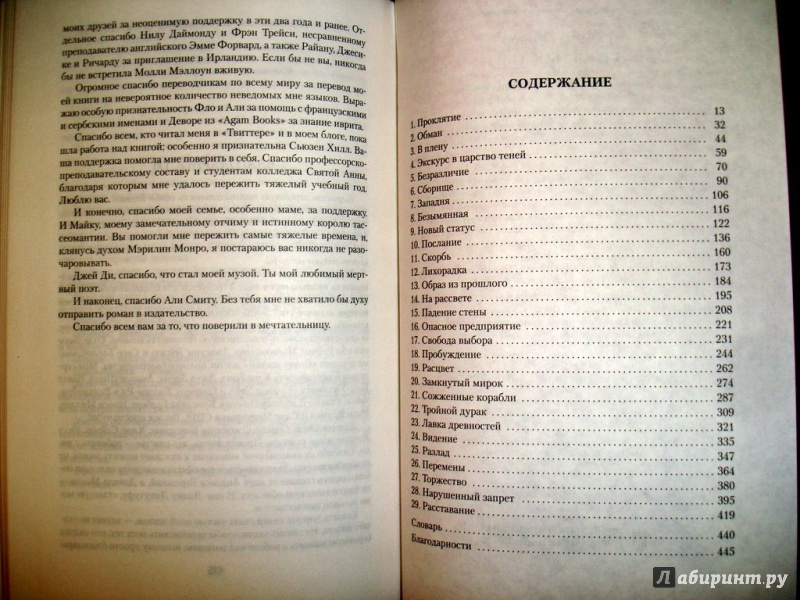 моих друзей за неоценимую поддержку в эти два года и ранее. От-
дельное спасибо Нилу Даймонду и Фрэн Трейси, несравненному
преподавателю английского Эмме Форвард, а также Райану, Джеси-
ке и Ричарду за приглашение в Ирландию. Если бы не вы, никогда
бы не встретила Молли Мэллоун вживую.
Огромное спасибо переводчикам по всему миру за перевод мо-
ей книги на невероятное количество неведомых мне языков. Выра-
жаю особую признательность Фло и Али за помощь с французскими
и сербскими именами и Деворе из «Agam Books» за знание иврита.
Спасибо всем, кто читал меня в «Твиттере» и в моем блоге, пока
шла работа над книгой; особенно я признательна Сьюзен Хилл. Ва-
ша поддержка помогла мне поверить в себя. Спасибо профессорско-
преподавательскому составу и студентам колледжа Святой Анны,
благодаря которым мне удалось пережить тяжелый учебный год.
Люблю вас.
И конечно, спасибо моей семье, особенно маме, за поддержку.
И Майку, моему замечательному отчиму и истинному королю тас-
сеомантии. Вы помогли мне пережить самые тяжелые времена, и,
клянусь духом Мэрилин Монро, я постараюсь вас никогда не разо-
чаровывать.
Джей Ди, спасибо, что стал моей музой. Ты мой любимый мерт-
вый поэт.
И наконец, спасибо Али Смиту. Без тебя мне не хватило бы духу
отправить роман в издательство.
Спасибо всем вам за то, что поверили в мечтательницу.
СОДЕРЖАНИЕ
1. Проклятие 13
2. Обман 32
3. В плену 44
4. Экскурс в царство теней 59
5. Безразличие 70
6. Сборище 90
7. Западня 106
8. Безымянная 116
9. Новый статус 122
10. Послание 136
11. Скорбь 160
12. Лихорадка 173
13. Образ из прошлого 184
14. На рассвете 195
15. Падение стены 208
16. Опасное предприятие 221
17. Свобода выбора 231
18. Пробуждение 244
19. Расцвет 262
20. Замкнутый мирок 274
21. Сожженные корабли 287
22. Тройной дурак 309
23. Лавка древностей 321
24. Видение 335
25. Разлад 347
26. Перемены 364
27. Торжество 380
28. Нарушенный запрет 395
29. Расставание 419
Словарь 440
Благодарности 445
Лабиринт.ру